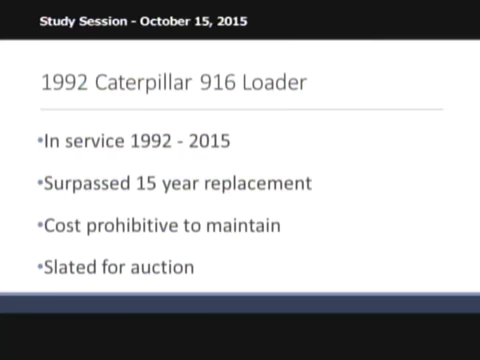 Study Session - October 15, 2015
1992 Caterpillar 916 Loader
•In service 1992 - 2015
•Surpassed 15 year replacement
•Cost prohibitive to maintain
•Slated for auction